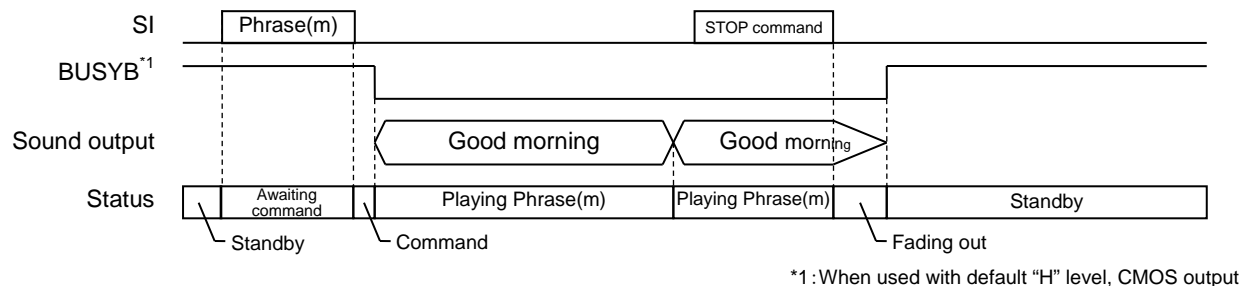 SI
Phrase(m)
STOP command
BUSYB*1
Sound output
Good morning
Good morning
Status
Awaiting
command
Playing Phrase(m)
Playing Phrase(m)
Standby
Standby
Command
Fading out
*1:When used with default “H” level, CMOS output